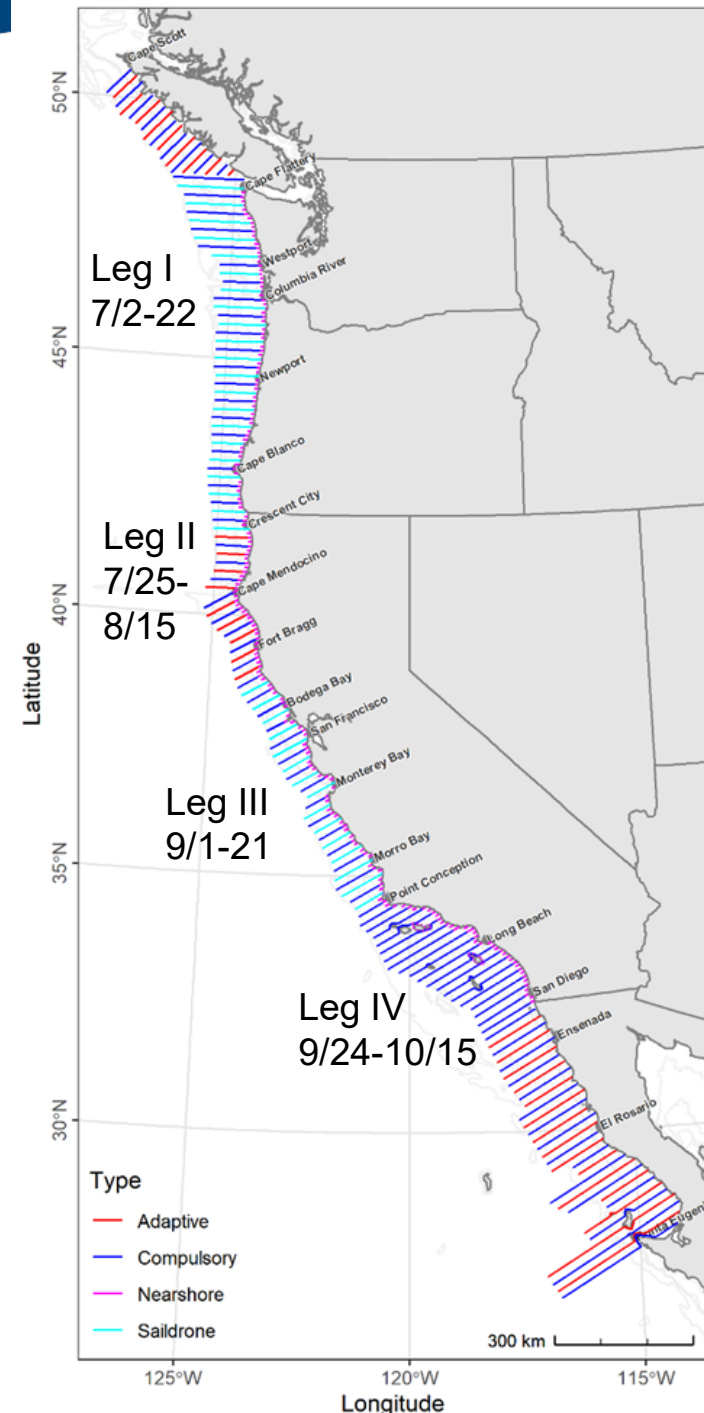 Cape Scott
50°N
Cape Flattery
Westport
Columbia River
Leg I
7/2-22
45°N
Newport
Cape Blanco
Crescent City
Leg II
7/25-
8/15
Cape Mendocino
40°N
Fort Bragg
Latitude
Bodega Bay
San Francisco
Monterey Bay
Leg III
9/1-21
Morro Bay
35°N
Point Conception
Long Beach
San Diego
Leg IV
9/24-10/15
Ensenada
30°N
El Rosario
Type
Adaptive
Compulsory
Nearshore
Saildrone
300 km
125°W
120°W
115°W
Longitude